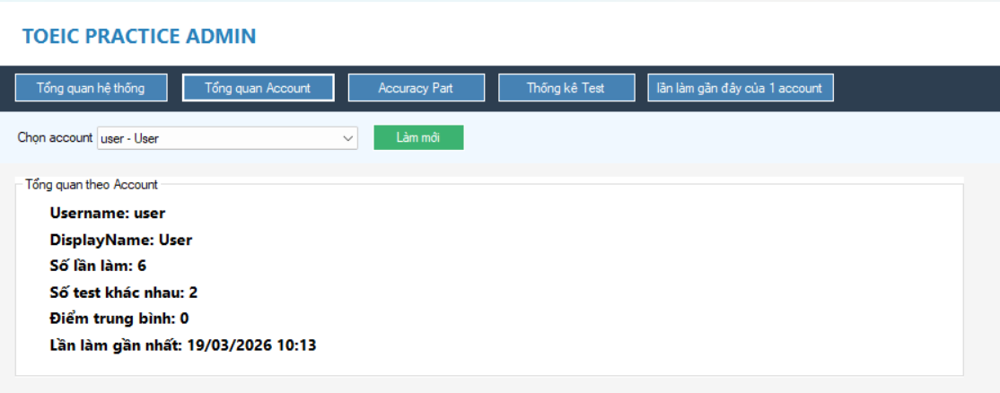 TOEIC PRACTICE ADMIN
Tổng quan hệ thống Tổng quan Account Accuracy Part Thống kê Test lần làm gần đây của 1 account
Chọn account user - User Làm mới
Tổng quan theo Account
Username: user
DisplayName: User
Số lần làm: 6
Số test khác nhau: 2
Điểm trung bình: 0
Lần làm gần nhất: 19/03/2026 10:13